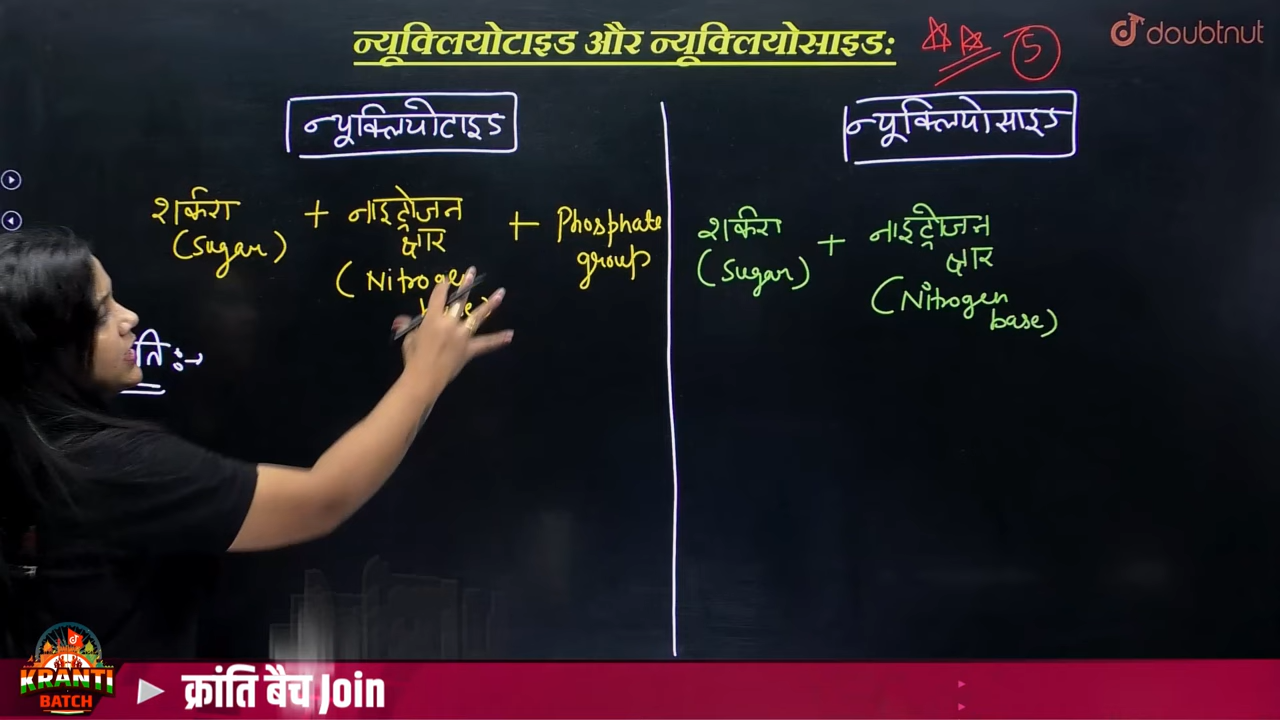 न्यूक्लियोटाइड और न्यूक्लियोसाइड:
5
doubtnut
न्यूक्लियोटाइड
शर्करा + नाइट्रोजन + Phosphate
(Sugar) क्षार group
(Nitrogen
base)
न्यूक्लियोसाइड
शर्करा + नाइट्रोजन
(Sugar) क्षार
(Nitrogen
base)
ति:→
KRANTI
BATCH
क्रांति बैच Join